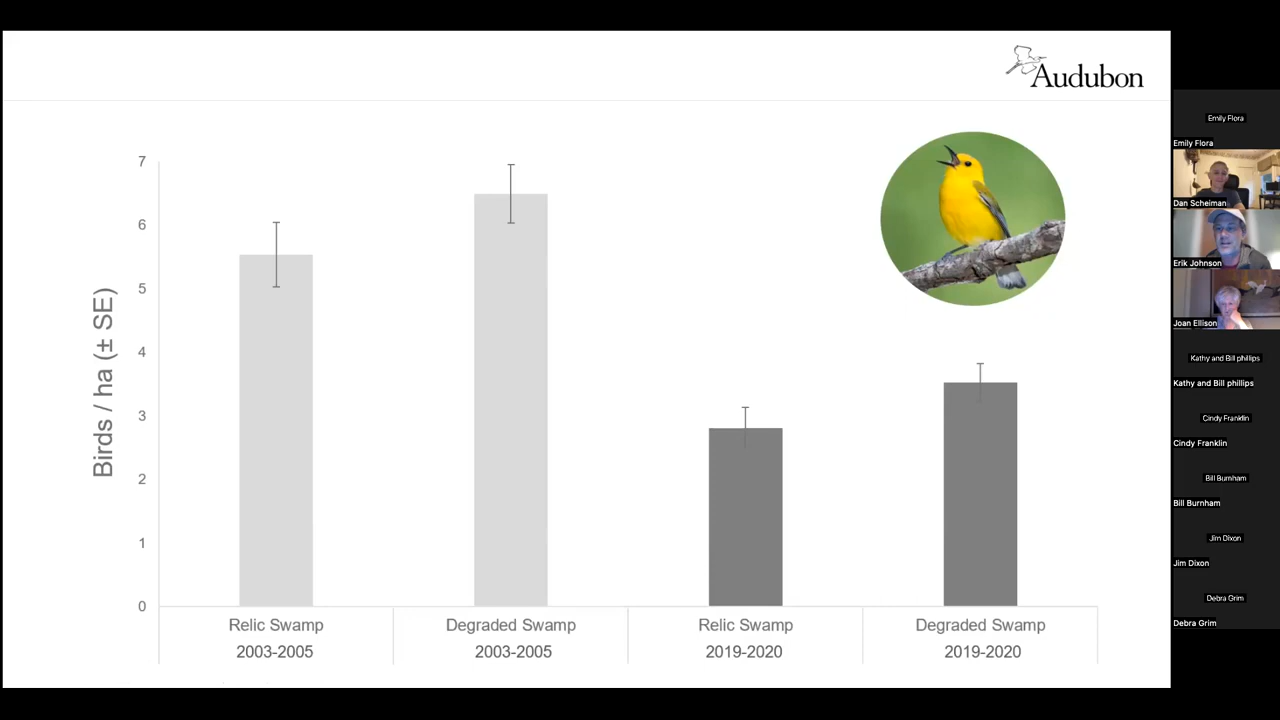 Audubon
7
6
5
4
3
2
1
0
Birds / ha (± SE)
Relic Swamp
2003-2005
Degraded Swamp
2003-2005
Relic Swamp
2019-2020
Degraded Swamp
2019-2020
Emily Flora
Emily Flora
Dan Scheiman
Erik Johnson
Joan Ellison
Kathy and Bill phillips
Kathy and Bill phillips
Cindy Franklin
Cindy Franklin
Bill Burnham
Bill Burnham
Jim Dixon
Jim Dixon
Debra Grim
Debra Grim